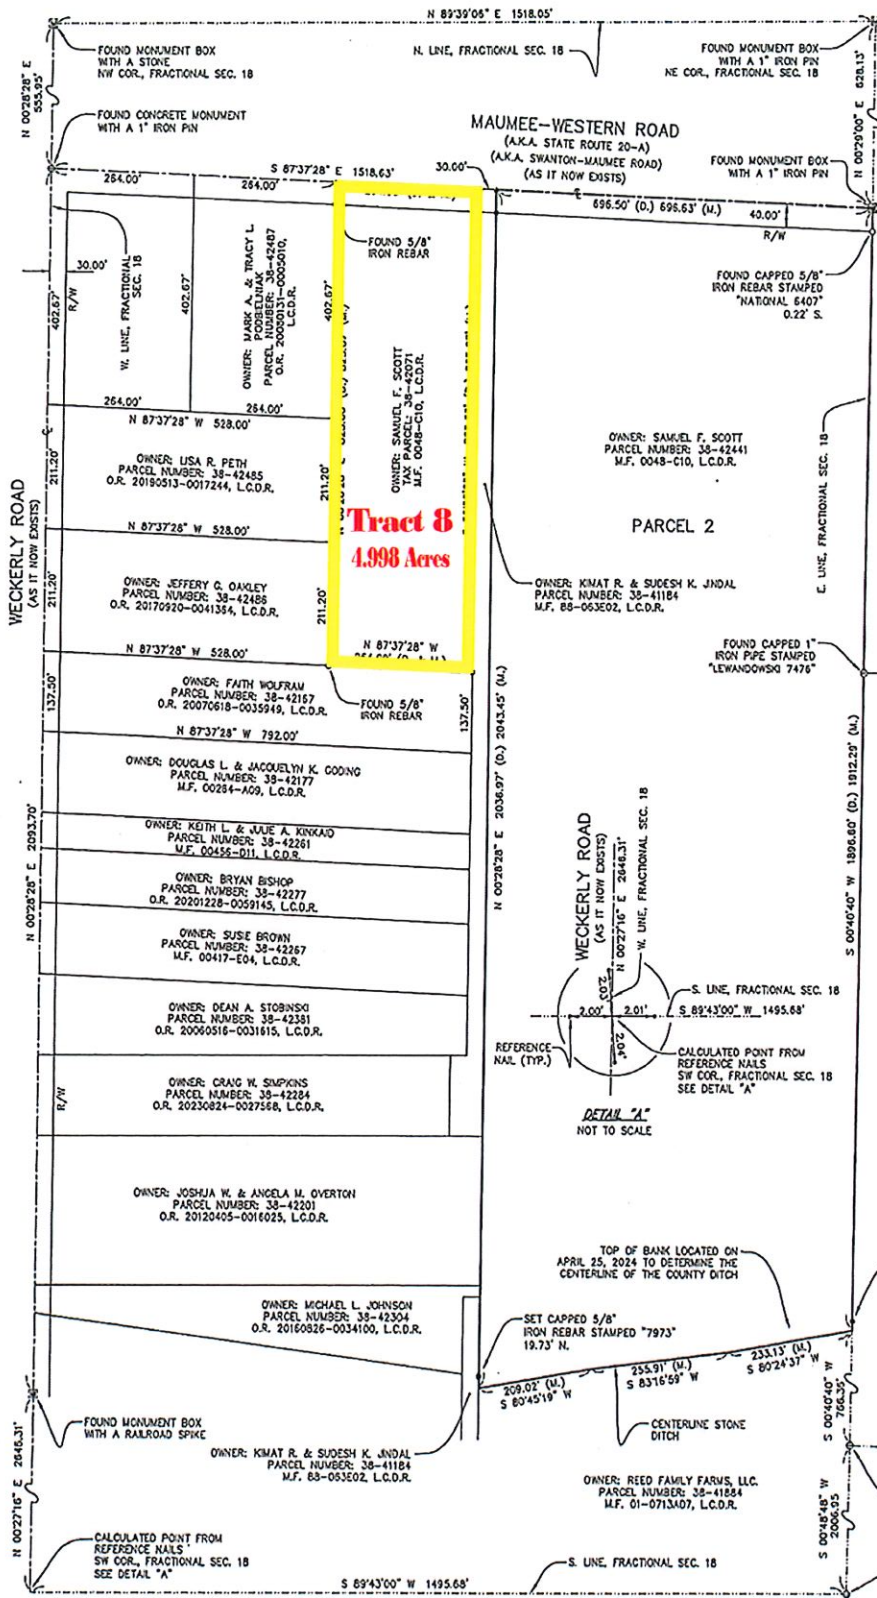 N 89°39'06" E 1518.05'
FOUND MONUMENT BOX
WITH A STONE
NW COR., FRACTIONAL SEC. 18
N. LINE, FRACTIONAL SEC. 18
FOUND MONUMENT BOX
WITH A 1" IRON PIN
NE COR., FRACTIONAL SEC. 18
N 00°28'28" E
555.95'
N 00°29'00" E 628.13'
FOUND CONCRETE MONUMENT
WITH A 1" IRON PIN
MAUMEE-WESTERN ROAD
(A.K.A. STATE ROUTE 20-A)
(A.K.A. SWANTON-MAUMEE ROAD)
(AS IT NOW EXISTS)
FOUND MONUMENT BOX
WITH A 1" IRON PIN
S 87°37'28" E 1518.63'
30.00'
264.00'
264.00'
696.50' (D.) 696.63' (M.)
40.00'
R/W
FOUND 5/8"
IRON REBAR
FOUND CAPPED 5/8"
IRON REBAR STAMPED
"NATIONAL 6407"
0.22' S.
30.00'
R/W
W. LINE, FRACTIONAL
SEC. 18
402.67'
402.67'
402.67'
OWNER: MARK A. & TRACY L.
PODBIELNIAK
PARCEL NUMBER: 38-42487
O.R. 20050131-0005010,
L.C.D.R.
OWNER: SAMUEL F. SCOTT
TAX PARCEL: 38-42071
M.F. 0048-C10, L.C.D.R.
264.00'
264.00'
N 87°37'28" W 528.00'
OWNER: SAMUEL F. SCOTT
PARCEL NUMBER: 38-42441
M.F. 0048-C10, L.C.D.R.
E. LINE, FRACTIONAL SEC. 18
PARCEL 2
WECKERLY ROAD
(AS IT NOW EXISTS)
211.20'
OWNER: LISA R. PETH
PARCEL NUMBER: 38-42485
O.R. 20190513-0017244, L.C.D.R.
211.20'
Tract 8
4.998 Acres
N 87°37'28" W 528.00'
211.20'
OWNER: JEFFERY G. OAKLEY
PARCEL NUMBER: 38-42486
O.R. 20170920-0041364, L.C.D.R.
211.20'
OWNER: KIMAT R. & SUDESH K. JINDAL
PARCEL NUMBER: 38-41184
M.F. 88-063E02, L.C.D.R.
N 87°37'28" W 528.00'
N 87°37'28" W
FOUND CAPPED 1"
IRON PIPE STAMPED
"LEWANDOWSKI 7476"
137.50'
OWNER: FAITH WOLFRAM
PARCEL NUMBER: 38-42157
O.R. 20070618-0035949, L.C.D.R.
FOUND 5/8"
IRON REBAR
137.50'
N 87°37'28" W 792.00'
OWNER: DOUGLAS L. & JACQUELYN K. GODING
PARCEL NUMBER: 38-42177
M.F. 00264-A09, L.C.D.R.
N 00°28'28" E 2036.97' (D.) 2043.45' (M.)
S 00°40'40" W 1896.60' (D.) 1912.29' (M.)
OWNER: KEITH L. & JULIE A. KINKAID
PARCEL NUMBER: 38-42261
M.F. 00456-D11, L.C.D.R.
N 00°28'28" E 2093.70'
OWNER: BRYAN BISHOP
PARCEL NUMBER: 38-42277
O.R. 20201228-0059145, L.C.D.R.
OWNER: SUSIE BROWN
PARCEL NUMBER: 38-42267
M.F. 00417-E04, L.C.D.R.
WECKERLY ROAD
(AS IT NOW EXISTS)
N 00°27'16" E 2646.31'
W. LINE, FRACTIONAL SEC. 18
2.03'
S. LINE, FRACTIONAL SEC. 18
2.00'
2.01'
S 89°43'00" W 1495.68'
2.04'
REFERENCE
NAIL (TYP.)
CALCULATED POINT FROM
REFERENCE NAILS
SW COR., FRACTIONAL SEC. 18
SEE DETAIL "A"
DETAIL "A"
NOT TO SCALE
OWNER: DEAN A. STOBINSKI
PARCEL NUMBER: 38-42381
O.R. 20060516-0031615, L.C.D.R.
R/W
OWNER: CRAIG W. SIMPKINS
PARCEL NUMBER: 38-42284
O.R. 20230824-0027568, L.C.D.R.
OWNER: JOSHUA W. & ANGELA M. OVERTON
PARCEL NUMBER: 38-42201
O.R. 20120405-0016025, L.C.D.R.
TOP OF BANK LOCATED ON
APRIL 25, 2024 TO DETERMINE THE
CENTERLINE OF THE COUNTY DITCH
OWNER: MICHAEL L. JOHNSON
PARCEL NUMBER: 38-42304
O.R. 20160826-0034100, L.C.D.R.
SET CAPPED 5/8"
IRON REBAR STAMPED "7973"
19.73' N.
209.02' (M.)
S 80°45'19" W
255.91' (M.)
S 83°16'59" W
233.13' (M.)
S 80°24'37" W
S 00°40'40" W
766.35'
FOUND MONUMENT BOX
WITH A RAILROAD SPIKE
CENTERLINE STONE
DITCH
OWNER: KIMAT R. & SUDESH K. JINDAL
PARCEL NUMBER: 38-41184
M.F. 88-063E02, L.C.D.R.
OWNER: REED FAMILY FARMS, LLC.
PARCEL NUMBER: 38-41884
M.F. 01-0713A07, L.C.D.R.
N 00°27'16" E 2646.31'
S 00°48'48" W
2006.95
CALCULATED POINT FROM
REFERENCE NAILS
SW COR., FRACTIONAL SEC. 18
SEE DETAIL "A"
S. LINE, FRACTIONAL SEC. 18
S 89°43'00" W 1495.68'